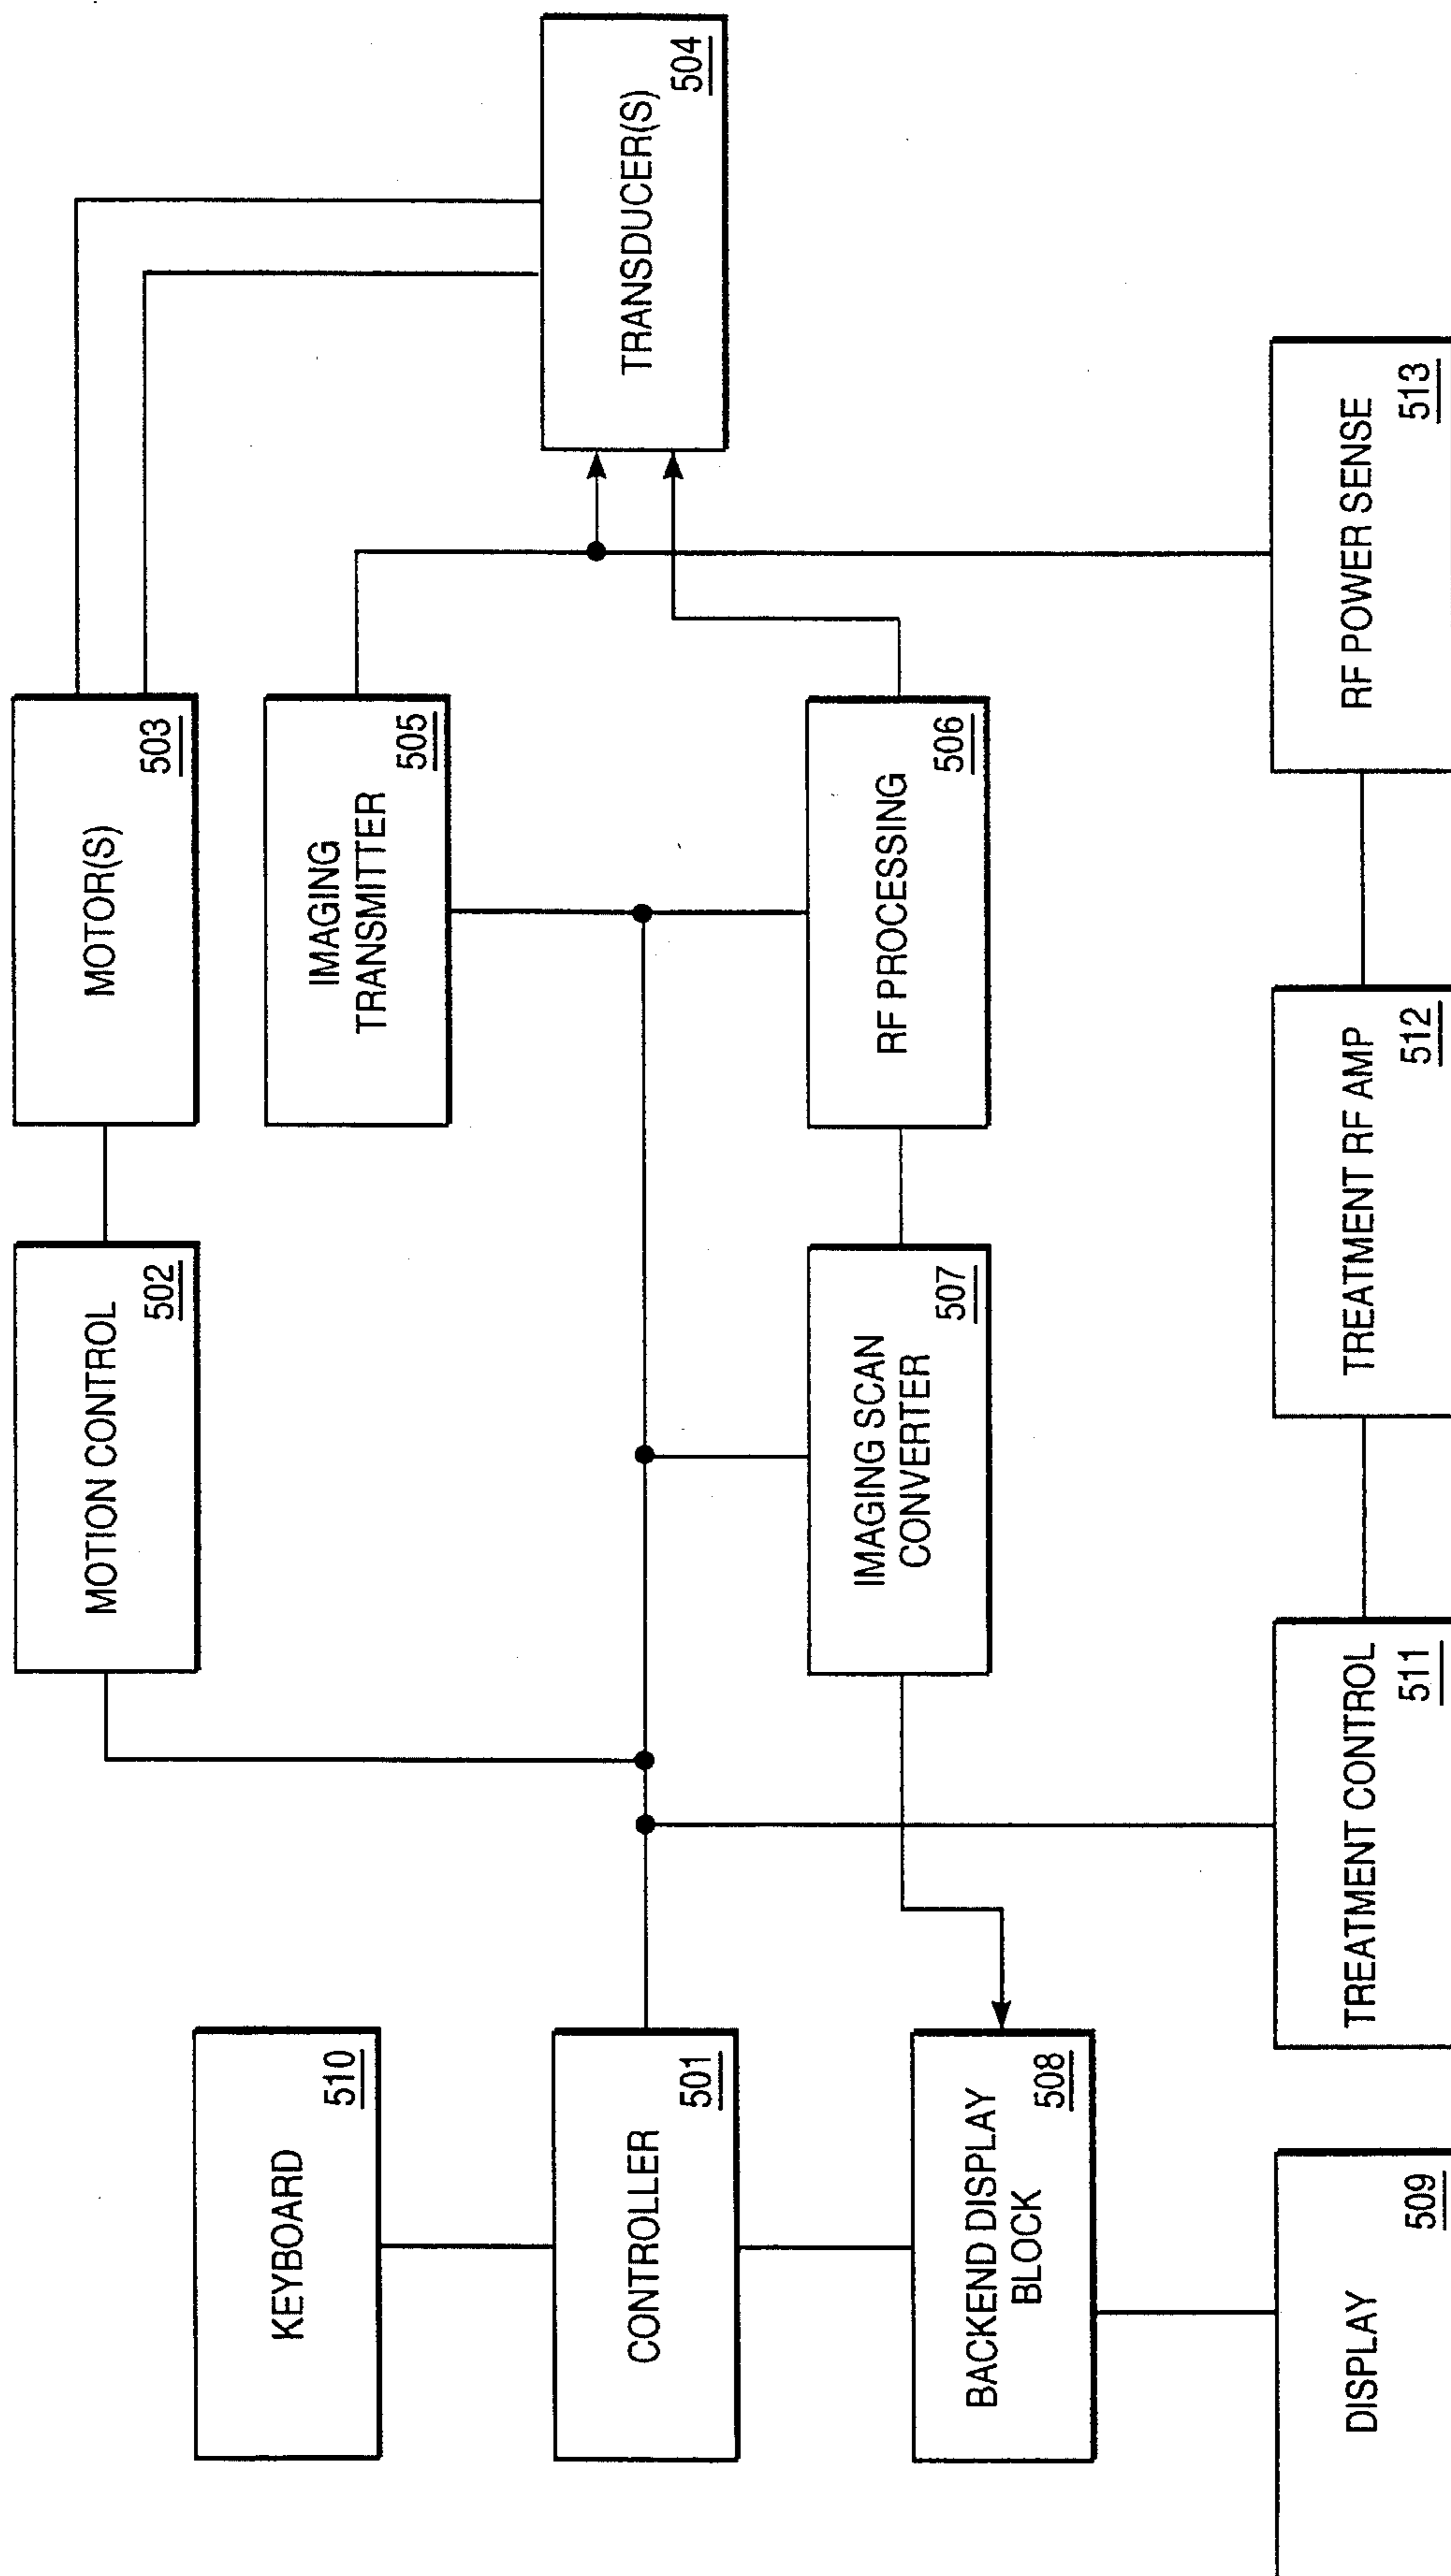 KEYBOARD
510
CONTROLLER
501
BACKEND DISPLAY
BLOCK
508
DISPLAY
509
MOTION CONTROL
502
MOTOR(S)
503
IMAGING
TRANSMITTER
505
IMAGING SCAN
CONVERTER
507
RF PROCESSING
506
TRANSDUCER(S)
504
TREATMENT CONTROL
511
TREATMENT RF AMP
512
RF POWER SENSE
513